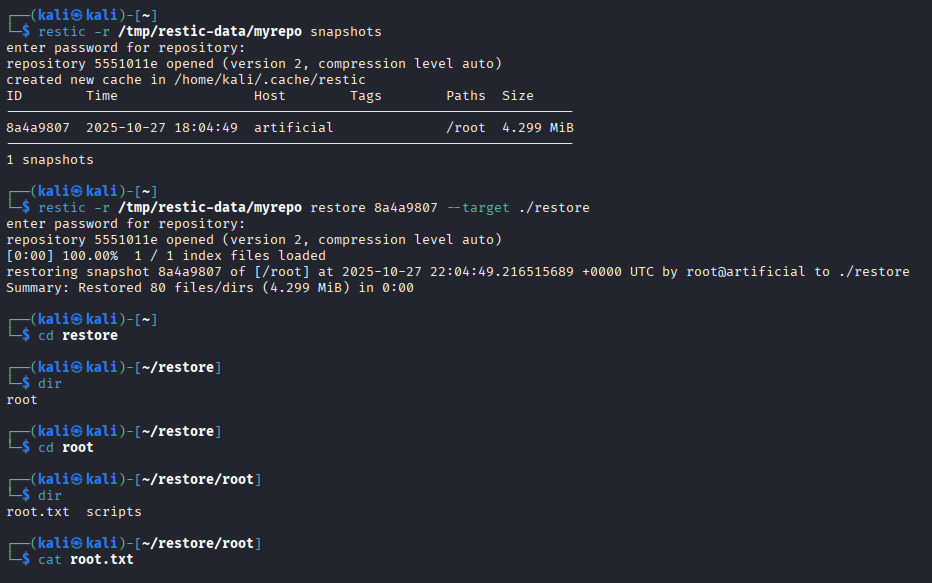 ┌──(kali㉿kali)-[~]
└─$ restic -r /tmp/restic-data/myrepo snapshots
enter password for repository:
repository 5551011e opened (version 2, compression level auto)
created new cache in /home/kali/.cache/restic
ID        Time                 Host        Tags        Paths  Size
───────────────────────────────────────────────────────────────────────
8a4a9807  2025-10-27 18:04:49  artificial              /root  4.299 MiB
───────────────────────────────────────────────────────────────────────
1 snapshots
┌──(kali㉿kali)-[~]
└─$ restic -r /tmp/restic-data/myrepo restore 8a4a9807 --target ./restore
enter password for repository:
repository 5551011e opened (version 2, compression level auto)
[0:00] 100.00%  1 / 1 index files loaded
restoring snapshot 8a4a9807 of [/root] at 2025-10-27 22:04:49.216515689 +0000 UTC by root@artificial to ./restore
Summary: Restored 80 files/dirs (4.299 MiB) in 0:00
┌──(kali㉿kali)-[~]
└─$ cd restore
┌──(kali㉿kali)-[~/restore]
└─$ dir
root
┌──(kali㉿kali)-[~/restore]
└─$ cd root
┌──(kali㉿kali)-[~/restore/root]
└─$ dir
root.txt  scripts
┌──(kali㉿kali)-[~/restore/root]
└─$ cat root.txt